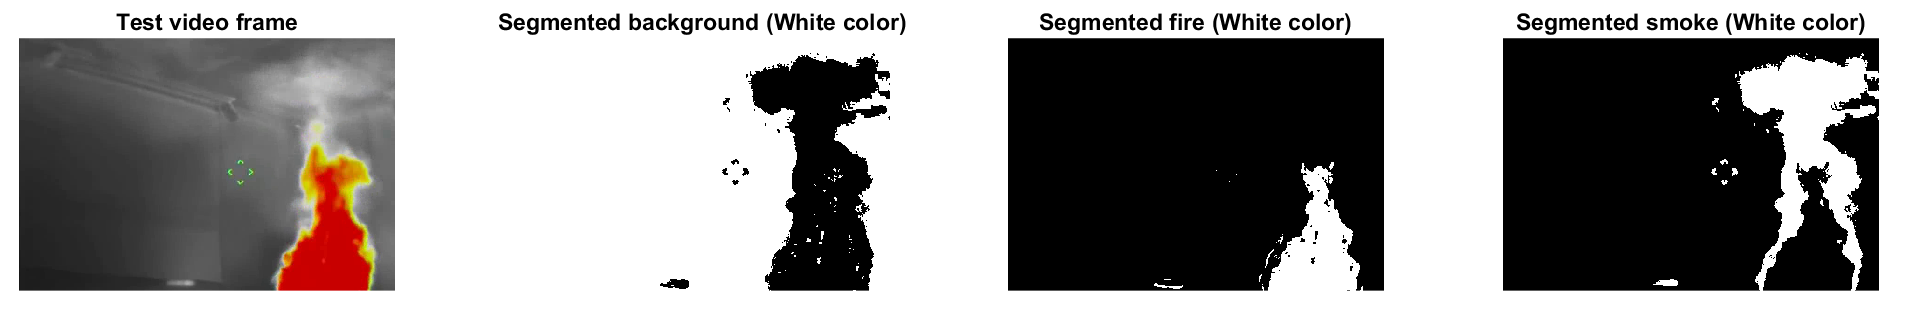 Test video frame
Segmented background (White color)
Segmented fire (White color)
Segmented smoke (White color)